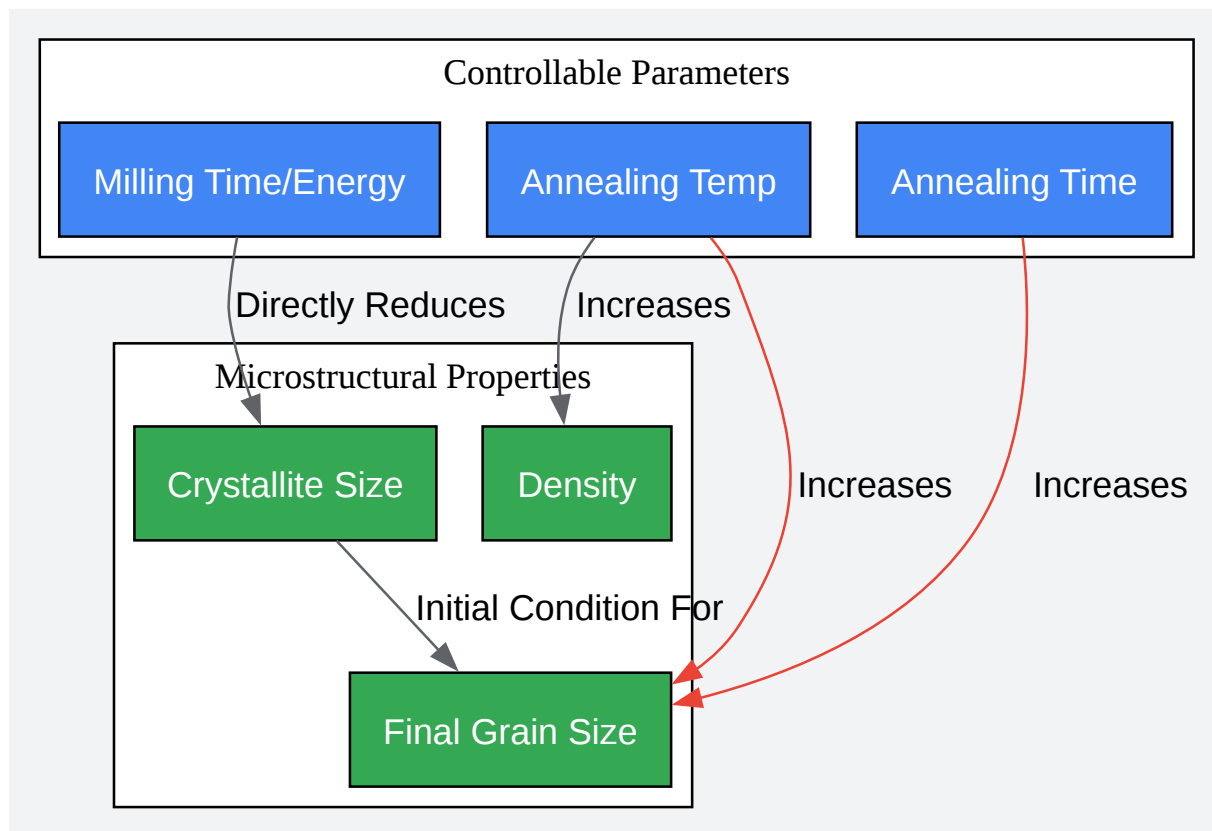 Controllable Parameters
Milling Time/Energy
Annealing Temp
Annealing Time
Directly Reduces
Increases
Microstructural Properties
Crystallite Size
Density
Increases
Increases
Initial Condition For
Final Grain Size